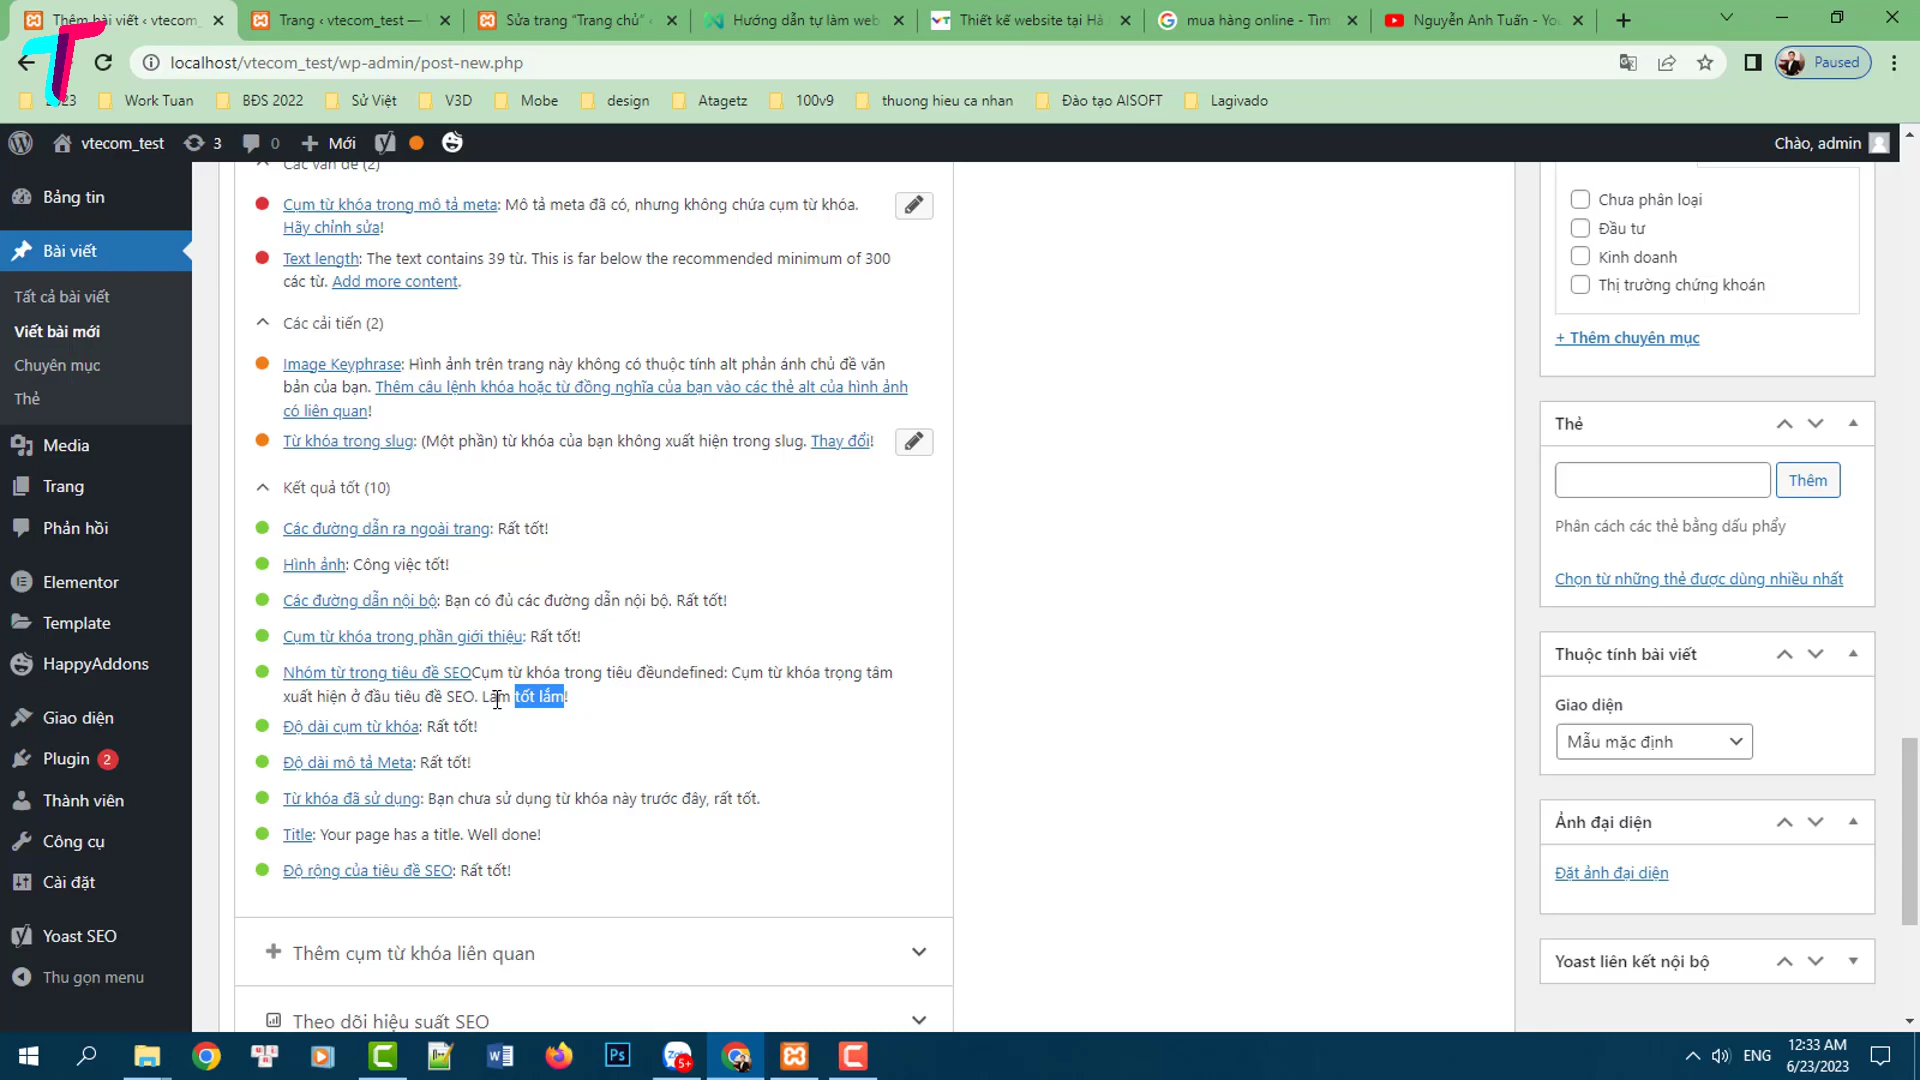 Thêm bài viết ‹ vtecom_
Trang ‹ vtecom_test — 
Sửa trang “Trang chủ” ‹
Hướng dẫn tự làm web
Thiết kế website tại Hà
mua hàng online - Tìm
Nguyễn Anh Tuấn - You
localhost/vtecom_test/wp-admin/post-new.php
Paused
Work Tuan
BĐS 2022
Sử Việt
V3D
Mobe
design
Atagetz
100v9
thuong hieu ca nhan
Đào tạo AISOFT
Lagivado
vtecom_test
3
0
Mới
Chào, admin
Bảng tin
Bài viết
Tất cả bài viết
Viết bài mới
Chuyên mục
Thẻ
Media
Trang
Phản hồi
Elementor
Template
HappyAddons
Giao diện
Plugin 2
Thành viên
Công cụ
Cài đặt
Yoast SEO
Thu gọn menu
Các vấn đề (2)
Cụm từ khóa trong mô tả meta: Mô tả meta đã có, nhưng không chứa cụm từ khóa.
Hãy chỉnh sửa!
Text length: The text contains 39 từ. This is far below the recommended minimum of 300
các từ. Add more content.
Các cải tiến (2)
Image Keyphrase: Hình ảnh trên trang này không có thuộc tính alt phản ánh chủ đề văn
bản của bạn. Thêm câu lệnh khóa hoặc từ đồng nghĩa của bạn vào các thẻ alt của hình ảnh
có liên quan!
Từ khóa trong slug: (Một phần) từ khóa của bạn không xuất hiện trong slug. Thay đổi!
Kết quả tốt (10)
Các đường dẫn ra ngoài trang: Rất tốt!
Hình ảnh: Công việc tốt!
Các đường dẫn nội bộ: Bạn có đủ các đường dẫn nội bộ. Rất tốt!
Cụm từ khóa trong phần giới thiệu: Rất tốt!
Nhóm từ trong tiêu đề SEOCụm từ khóa trong tiêu đềundefined: Cụm từ khóa trọng tâm
xuất hiện ở đầu tiêu đề SEO. Làm tốt lắm!
Độ dài cụm từ khóa: Rất tốt!
Độ dài mô tả Meta: Rất tốt!
Từ khóa đã sử dụng: Bạn chưa sử dụng từ khóa này trước đây, rất tốt.
Title: Your page has a title. Well done!
Độ rộng của tiêu đề SEO: Rất tốt!
Thêm cụm từ khóa liên quan
Theo dõi hiệu suất SEO
Chưa phân loại
Đầu tư
Kinh doanh
Thị trường chứng khoán
+ Thêm chuyên mục
Thẻ
Thêm
Phân cách các thẻ bằng dấu phẩy
Chọn từ những thẻ được dùng nhiều nhất
Thuộc tính bài viết
Giao diện
Mẫu mặc định
Ảnh đại diện
Đặt ảnh đại diện
Yoast liên kết nội bộ
ENG
12:33 AM
6/23/2023